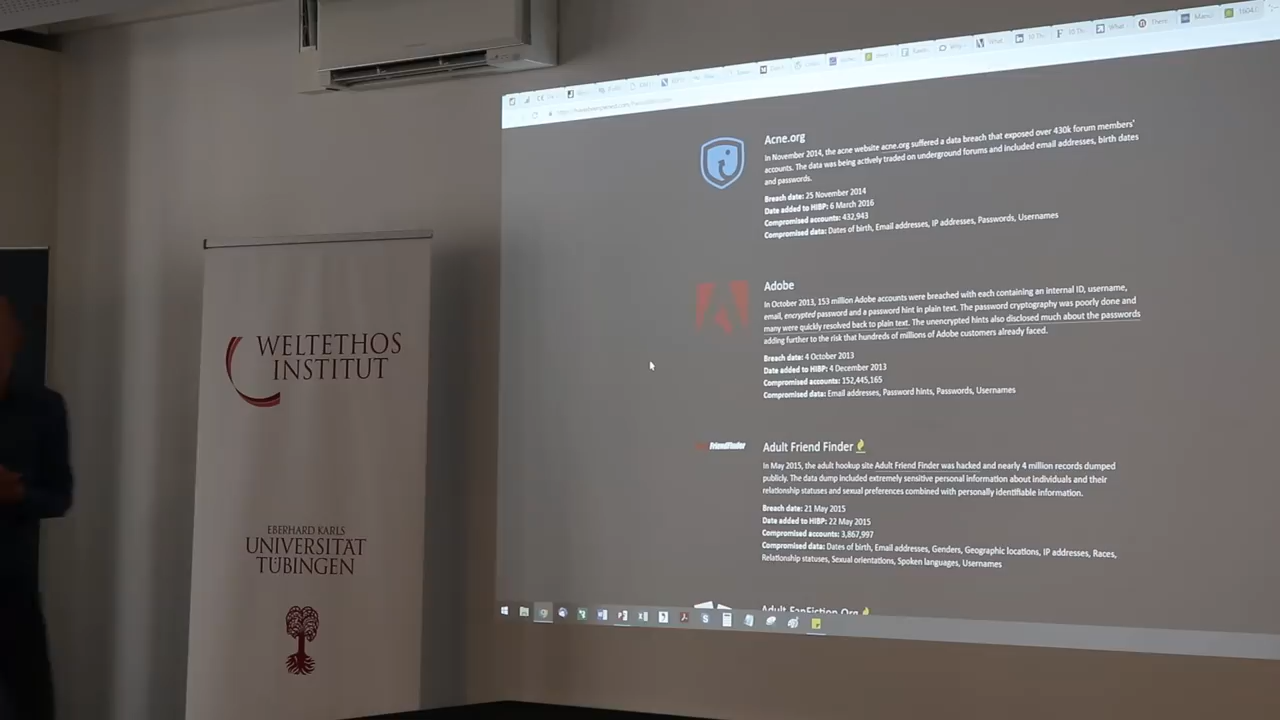 WELTETHOS
INSTITUT
EBERHARD KARLS
UNIVERSITÄT
TÜBINGEN
Acne.org
In November 2014, the acne website acne.org suffered a data breach that exposed over 430k forum members'
accounts. The data was being actively traded on underground forums and included email addresses, birth dates
and passwords.
Breach date: 25 November 2014
Date added to HIBP: 6 March 2016
Compromised accounts: 432,943
Compromised data: Dates of birth, Email addresses, IP addresses, Passwords, Usernames
Adobe
In October 2013, 153 million Adobe accounts were breached with each containing an internal ID, username,
email, encrypted password and a password hint in plain text. The password cryptography was poorly done and
many were quickly resolved back to plain text. The unencrypted hints also disclosed much about the passwords
adding further to the risk that hundreds of millions of Adobe customers already faced.
Breach date: 4 October 2013
Date added to HIBP: 4 December 2013
Compromised accounts: 152,445,165
Compromised data: Email addresses, Password hints, Passwords, Usernames
FriendFinder
Adult Friend Finder
In May 2015, the adult hookup site Adult Friend Finder was hacked and nearly 4 million records dumped
publicly. The data dump included extremely sensitive personal information about individuals and their
relationship statuses and sexual preferences combined with personally identifiable information.
Breach date: 21 May 2015
Date added to HIBP: 22 May 2015
Compromised accounts: 3,867,997
Compromised data: Dates of birth, Email addresses, Genders, Geographic locations, IP addresses, Races,
Relationship statuses, Sexual orientations, Spoken languages, Usernames
Adult FanFiction.Org